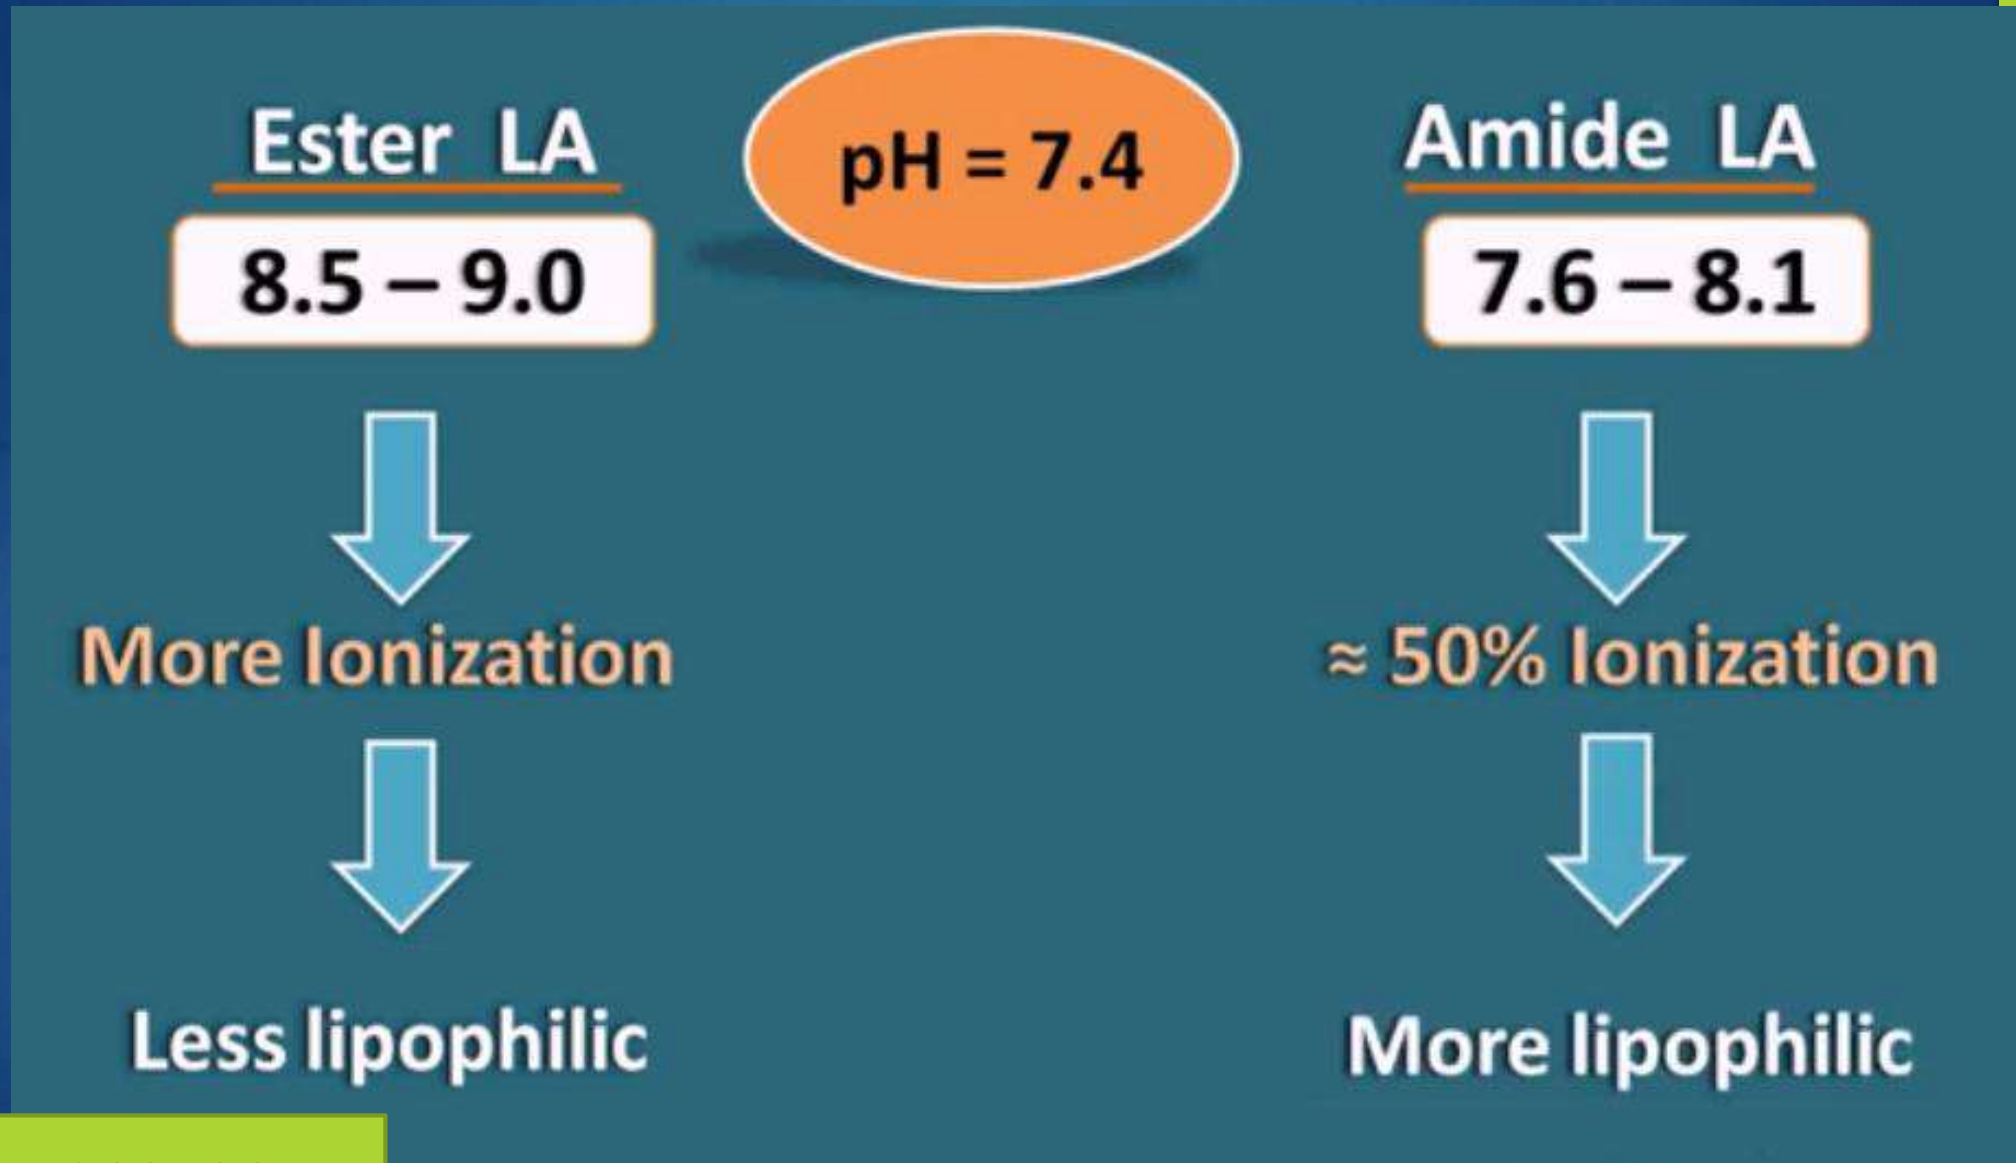 Ester LA
8.5 – 9.0
More Ionization
Less lipophilic
pH = 7.4
Amide LA
7.6 – 8.1
≈ 50% Ionization
More lipophilic